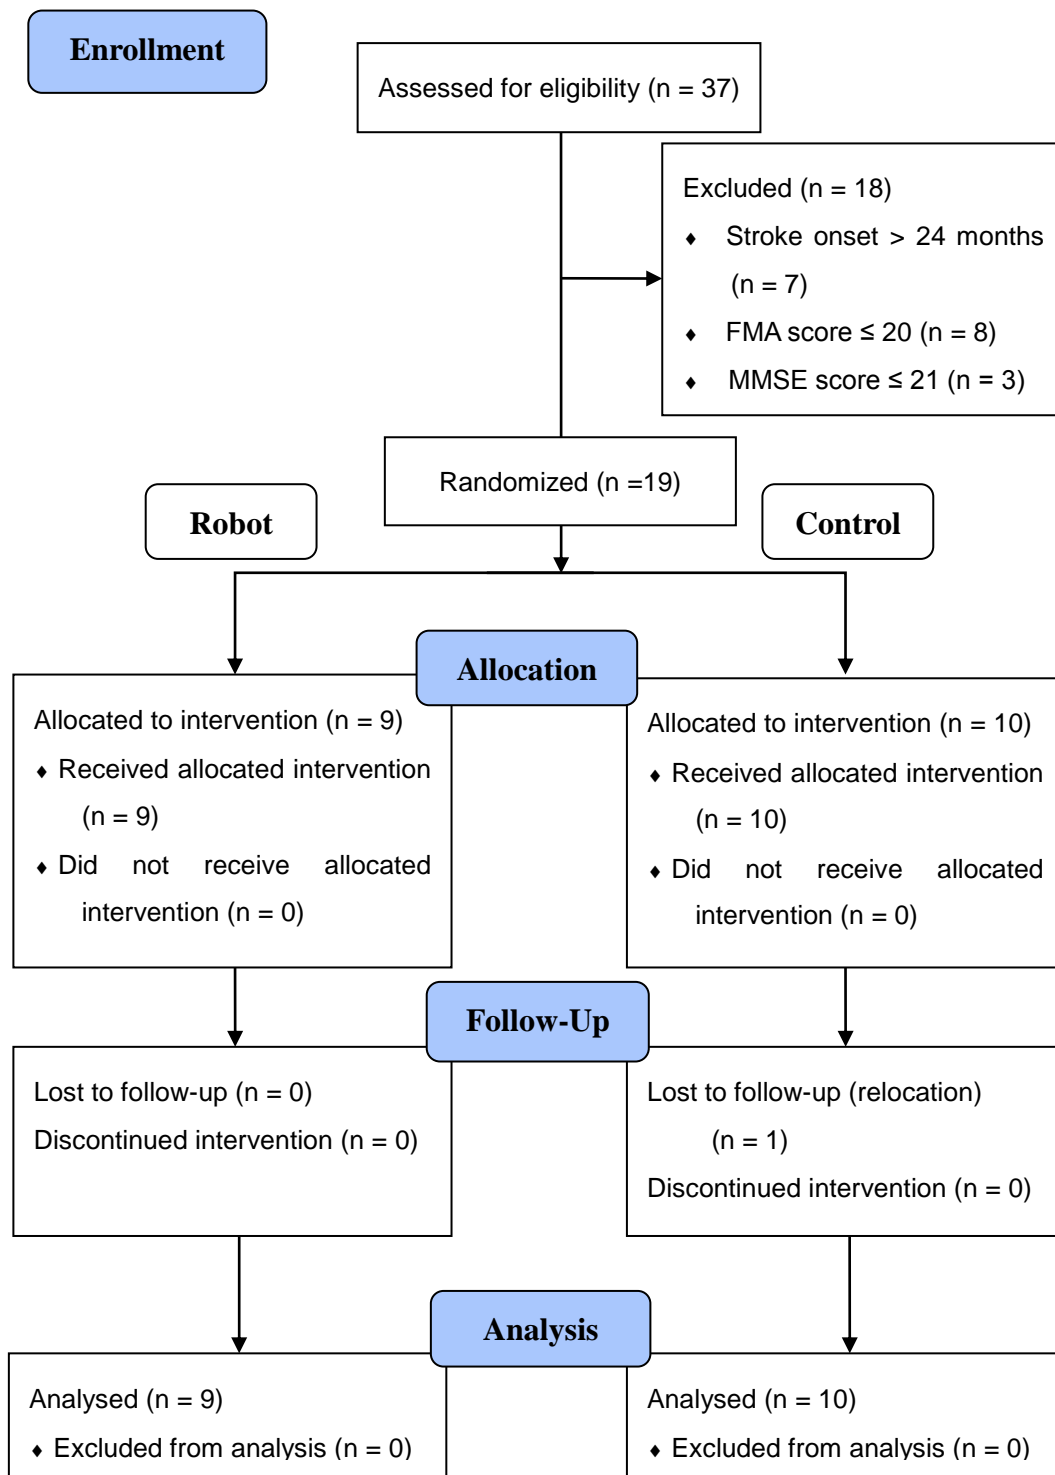 Enrollment
Assessed for eligibility (n = 37)
Excluded (n = 18)
♦ Stroke onset > 24 months
(n = 7)
♦ FMA score ≤ 20 (n = 8)
♦ MMSE score ≤ 21 (n = 3)
Randomized (n =19)
Robot
Control
Allocation
Allocated to intervention (n = 9)
♦ Received allocated intervention
(n = 9)
♦ Did not receive allocated
intervention (n = 0)
Allocated to intervention (n = 10)
♦ Received allocated intervention
(n = 10)
♦ Did not receive allocated
intervention (n = 0)
Follow-Up
Lost to follow-up (n = 0)
Discontinued intervention (n = 0)
Lost to follow-up (relocation)
(n = 1)
Discontinued intervention (n = 0)
Analysis
Analysed (n = 9)
♦ Excluded from analysis (n = 0)
Analysed (n = 10)
♦ Excluded from analysis (n = 0)